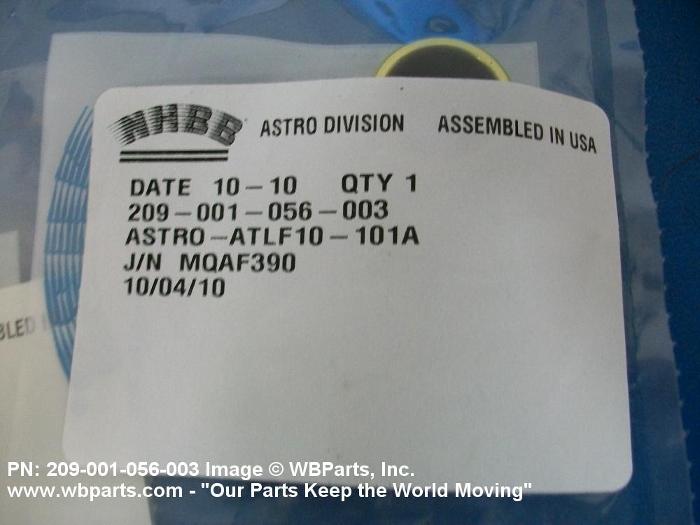 NHBB ASTRO DIVISION ASSEMBLED IN USA
DATE 10-10 QTY 1
209-001-056-003
ASTRO-ATLF10-101A
J/N MQAF390
10/04/10
BLED
PN: 209-001-056-003 Image © WBParts, Inc.
www.wbparts.com - "Our Parts Keep the World Moving"